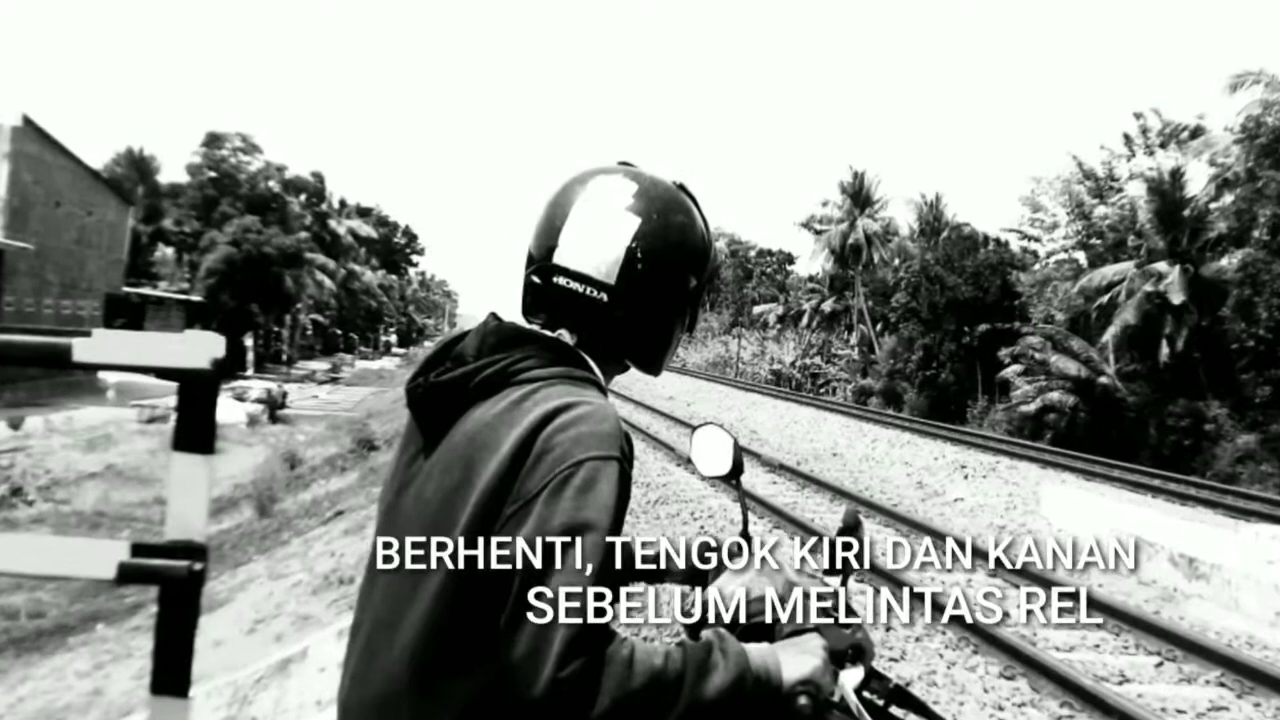 HONDA
BERHENTI, TENGOK KIRI DAN KANAN
SEBELUM MELINTAS REL